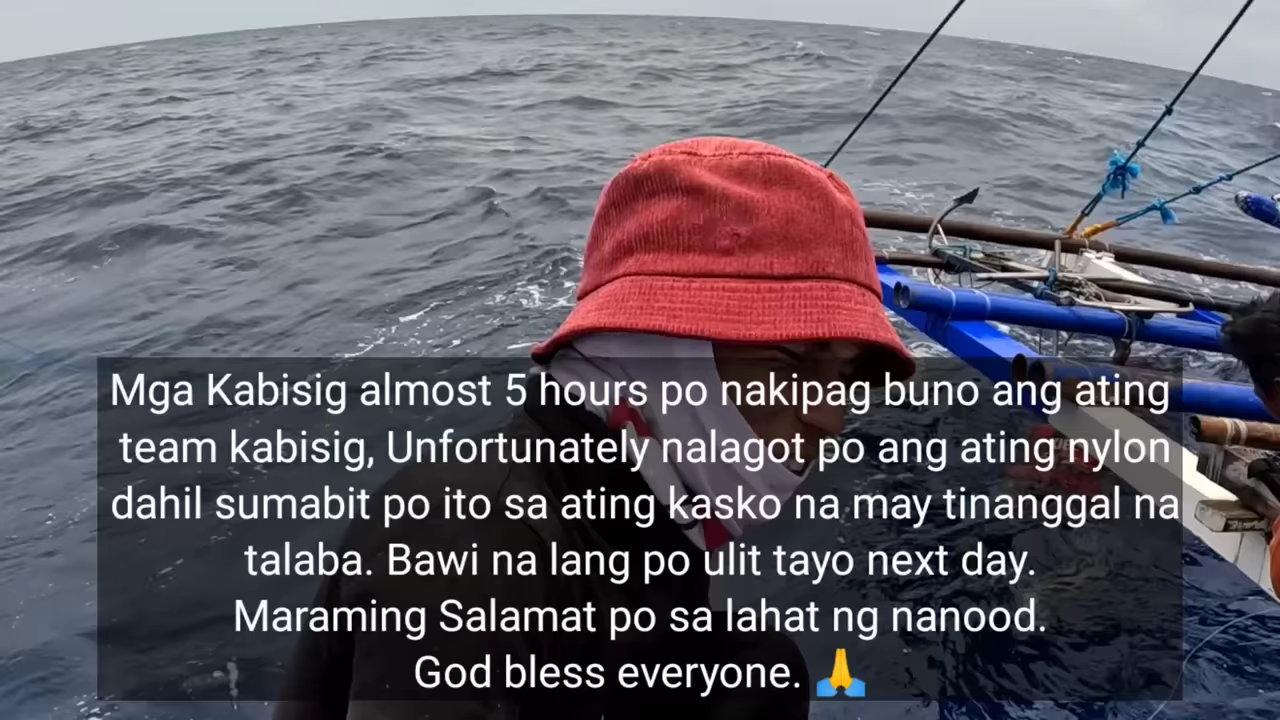 Mga Kabisig almost 5 hours po nakipag buno ang ating
team kabisig, Unfortunately nalagot po ang ating nylon
dahil sumabit po ito sa ating kasko na may tinanggal na
talaba. Bawi na lang po ulit tayo next day.
Maraming Salamat po sa lahat ng nanood.
God bless everyone. 🙏